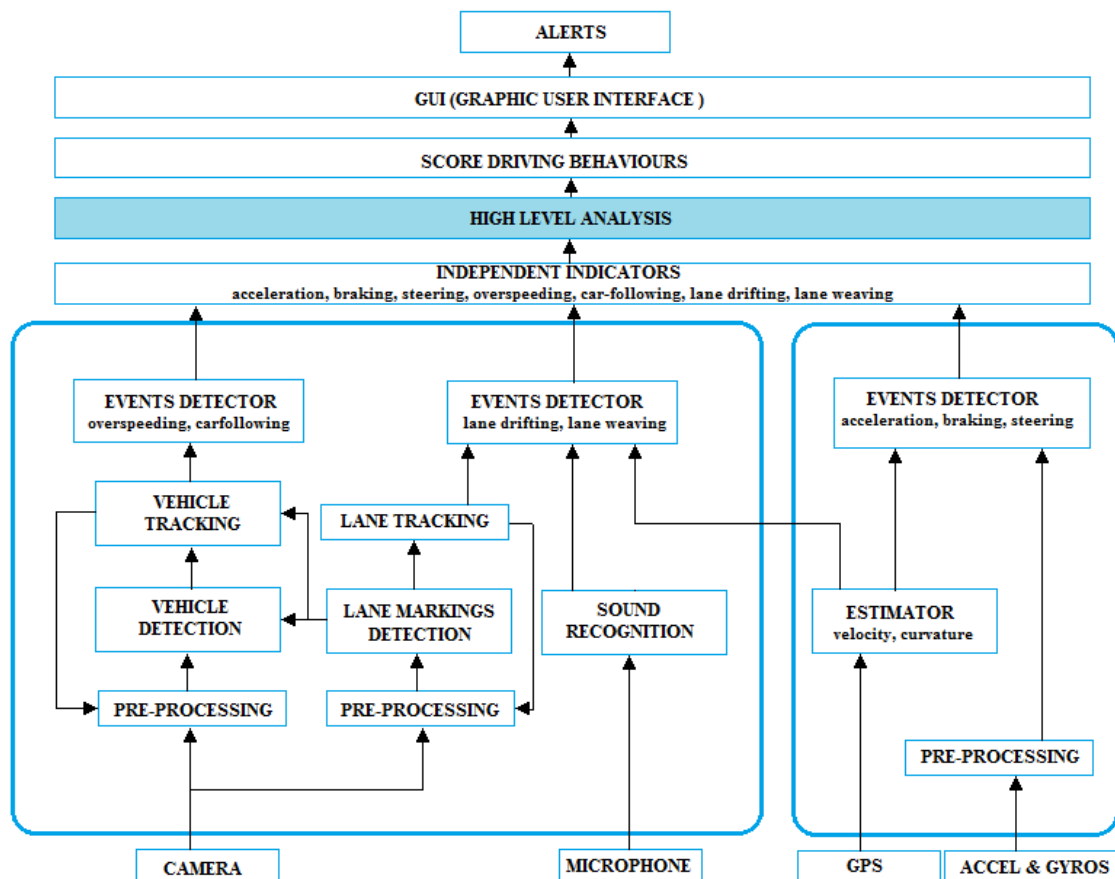 ALERTS
GUI (GRAPHIC USER INTERFACE )
SCORE DRIVING BEHAVIOURS
HIGH LEVEL ANALYSIS
INDEPENDENT INDICATORS
acceleration, braking, steering, overspeeding, car-following, lane drifting, lane weaving
EVENTS DETECTOR
overspeeding, carfollowing
EVENTS DETECTOR
lane drifting, lane weaving
EVENTS DETECTOR
acceleration, braking, steering
VEHICLE
TRACKING
LANE TRACKING
VEHICLE
DETECTION
LANE MARKINGS
DETECTION
SOUND
RECOGNITION
ESTIMATOR
velocity, curvature
PRE-PROCESSING
PRE-PROCESSING
PRE-PROCESSING
CAMERA
MICROPHONE
GPS
ACCEL & GYROS